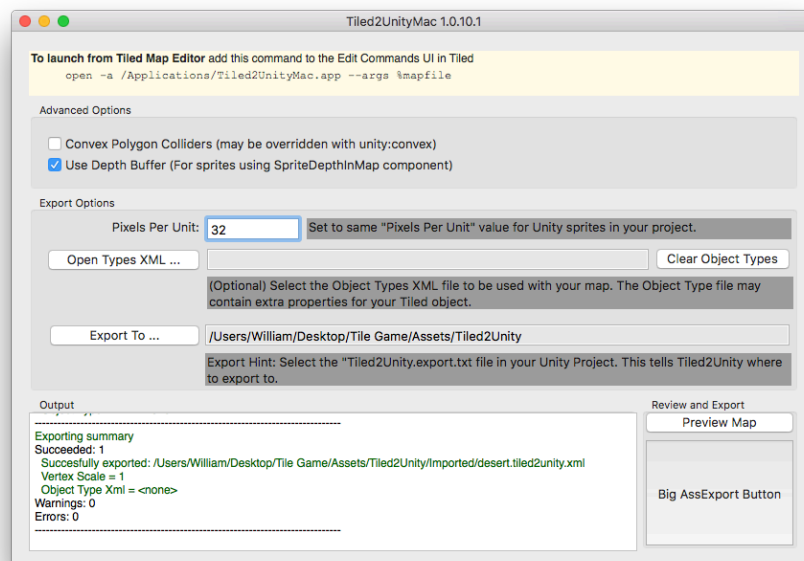 Tiled2UnityMac 1.0.10.1
To launch from Tiled Map Editor add this command to the Edit Commands UI in Tiled
open -a /Applications/Tiled2UnityMac.app --args %mapfile
Advanced Options
Convex Polygon Colliders (may be overridden with unity:convex)
Use Depth Buffer (For sprites using SpriteDepthInMap component)
Export Options
Pixels Per Unit: 32 Set to same "Pixels Per Unit" value for Unity sprites in your project.
Open Types XML ... Clear Object Types
(Optional) Select the Object Types XML file to be used with your map. The Object Type file may
contain extra properties for your Tiled object.
Export To ... /Users/William/Desktop/Tile Game/Assets/Tiled2Unity
Export Hint: Select the "Tiled2Unity.export.txt file in your Unity Project. This tells Tiled2Unity where
to export to.
Output
Review and Export
Exporting summary
Succeeded: 1
Succesfully exported: /Users/William/Desktop/Tile Game/Assets/Tiled2Unity/Imported/desert.tiled2unity.xml
Vertex Scale = 1
Object Type Xml = <none>
Warnings: 0
Errors: 0
Preview Map
Big AssExport Button